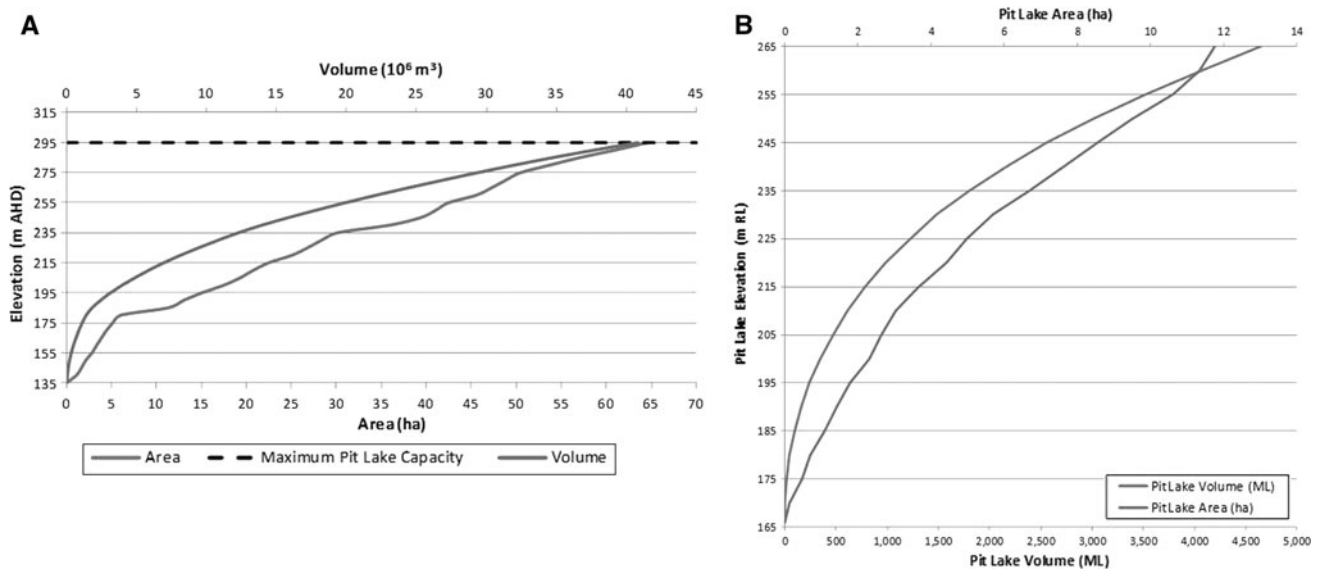 A
Volume (10⁶ m³)
0 5 10 15 20 25 30 35 40 45
Elevation (m AHD)
315
295
275
255
235
215
195
175
155
135
0 5 10 15 20 25 30 35 40 45 50 55 60 65 70
Area (ha)
Area Maximum Pit Lake Capacity Volume
B
Pit Lake Area (ha)
0 2 4 6 8 10 12 14
Pit Lake Elevation (m RL)
265
255
245
235
225
215
205
195
185
175
165
Pit Lake Volume (ML)
Pit Lake Area (ha)
0 500 1,000 1,500 2,000 2,500 3,000 3,500 4,000 4,500 5,000
Pit Lake Volume (ML)